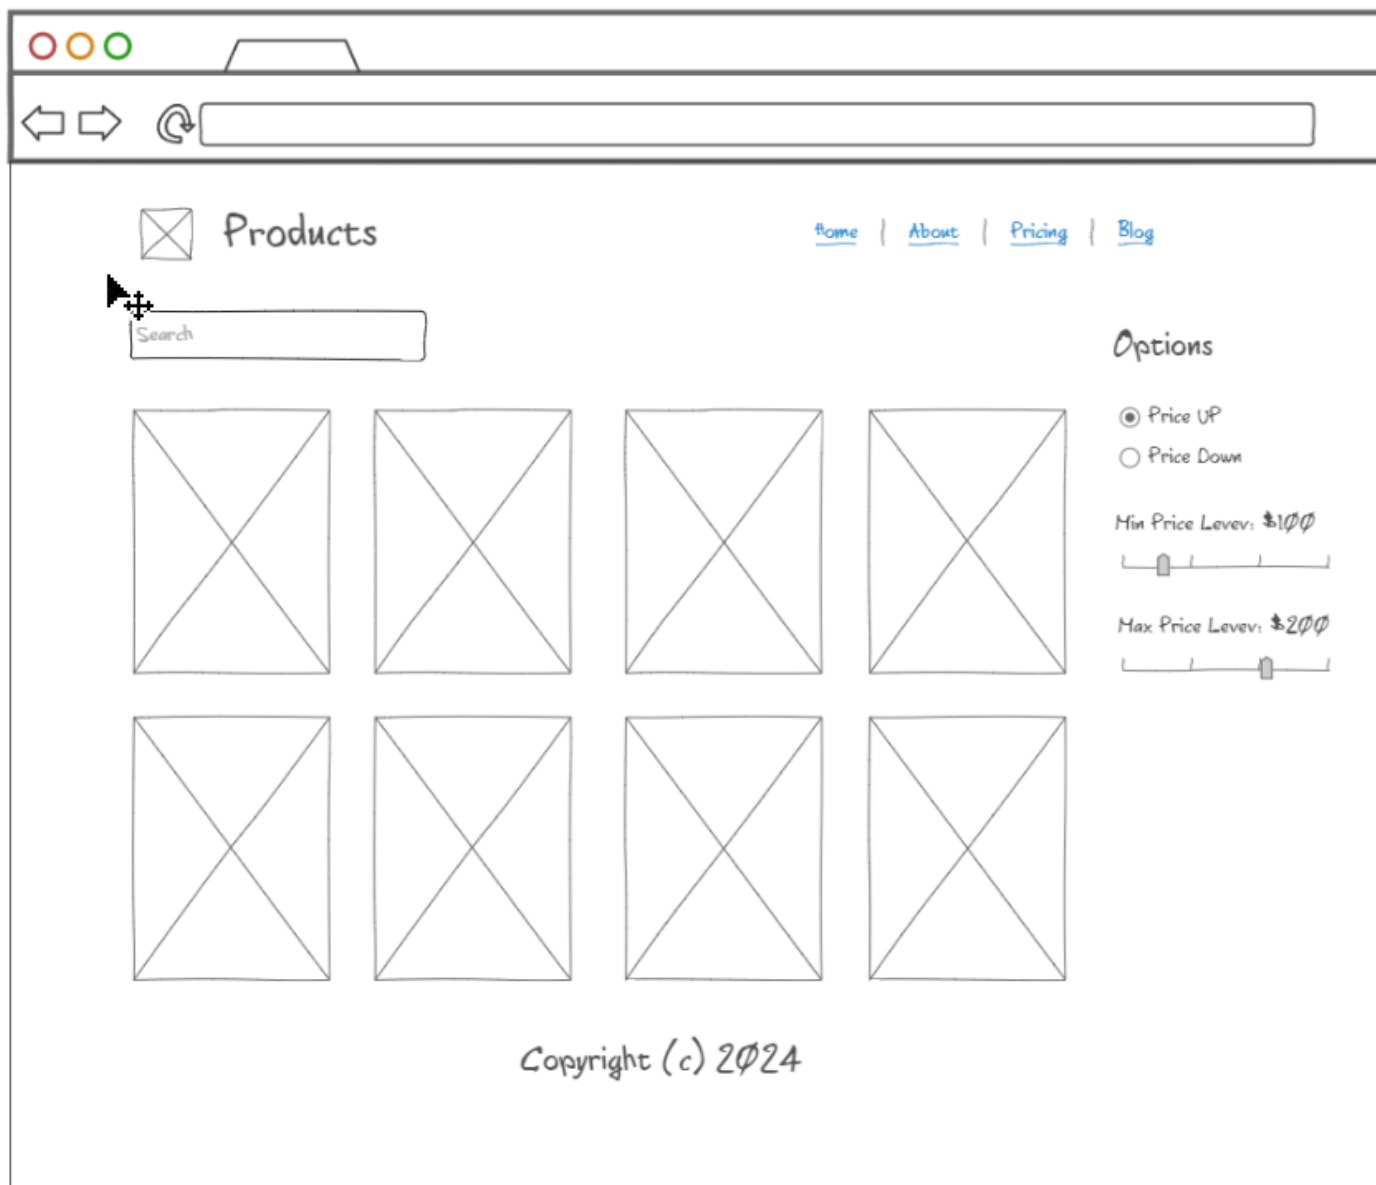 Products
Home | About | Pricing | Blog
Search
Options
Price UP
Price Down
Min Price Levev: $100
Max Price Levev: $200
Copyright (c) 2024